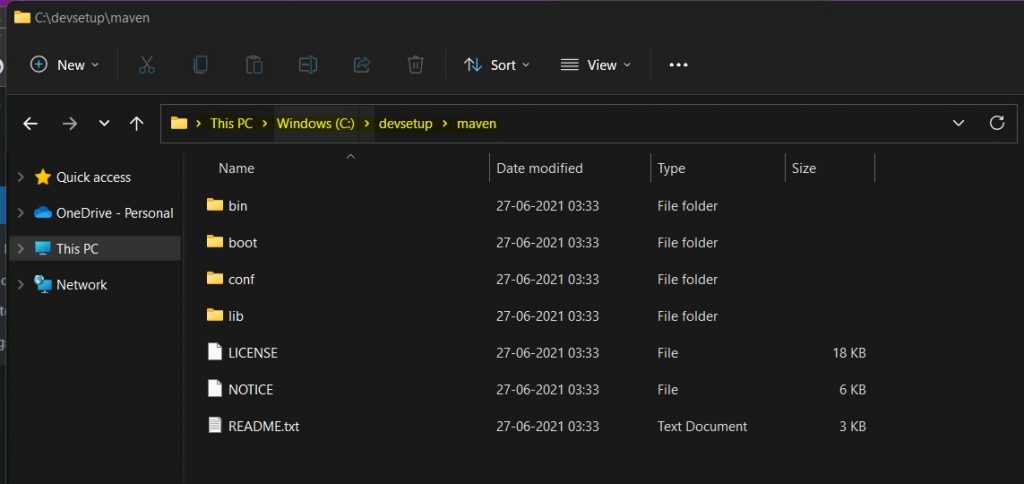 C:\devsetup\maven
New Sort View
This PC Windows (C:) devsetup maven
Name Date modified Type Size
Quick access
OneDrive - Personal
This PC
Network
bin 27-06-2021 03:33 File folder
boot 27-06-2021 03:33 File folder
conf 27-06-2021 03:33 File folder
lib 27-06-2021 03:33 File folder
LICENSE 27-06-2021 03:33 File 18 KB
NOTICE 27-06-2021 03:33 File 6 KB
README.txt 27-06-2021 03:33 Text Document 3 KB